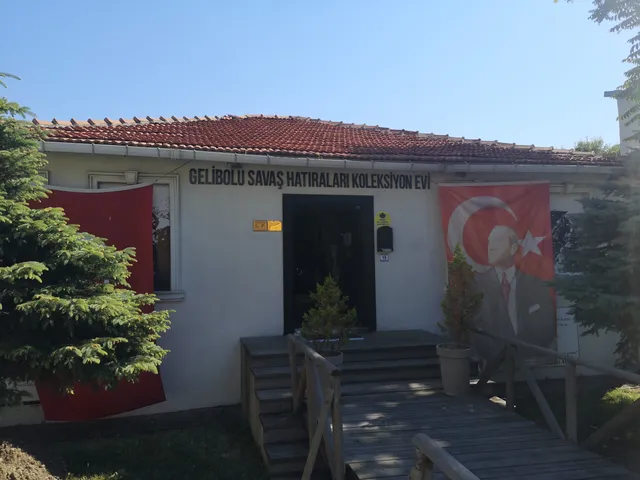 GELİBOLU SAVAŞ HATIRALARI KOLEKSİYON EVİ